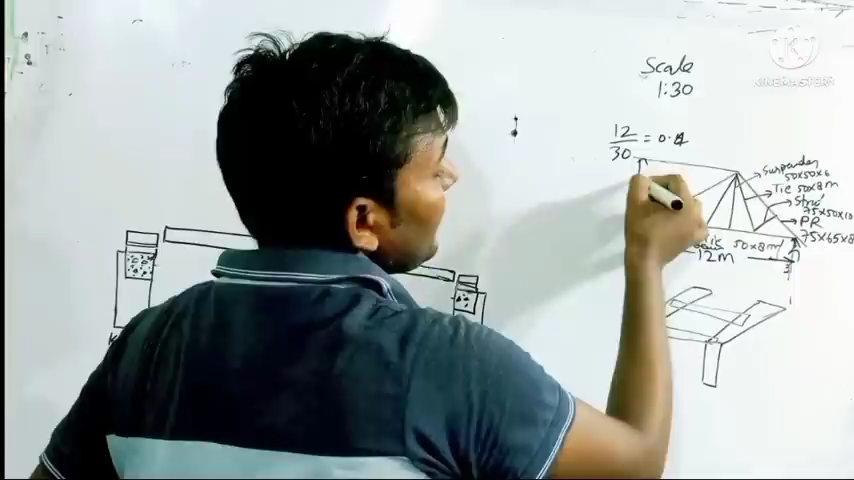 KINEMASTER
Scale
1:30
12/30 = 0.4
Suspender
50x50x6
Tie 50x8m
Strut
75x50x10
PR
75x65x8
50x8m
12m